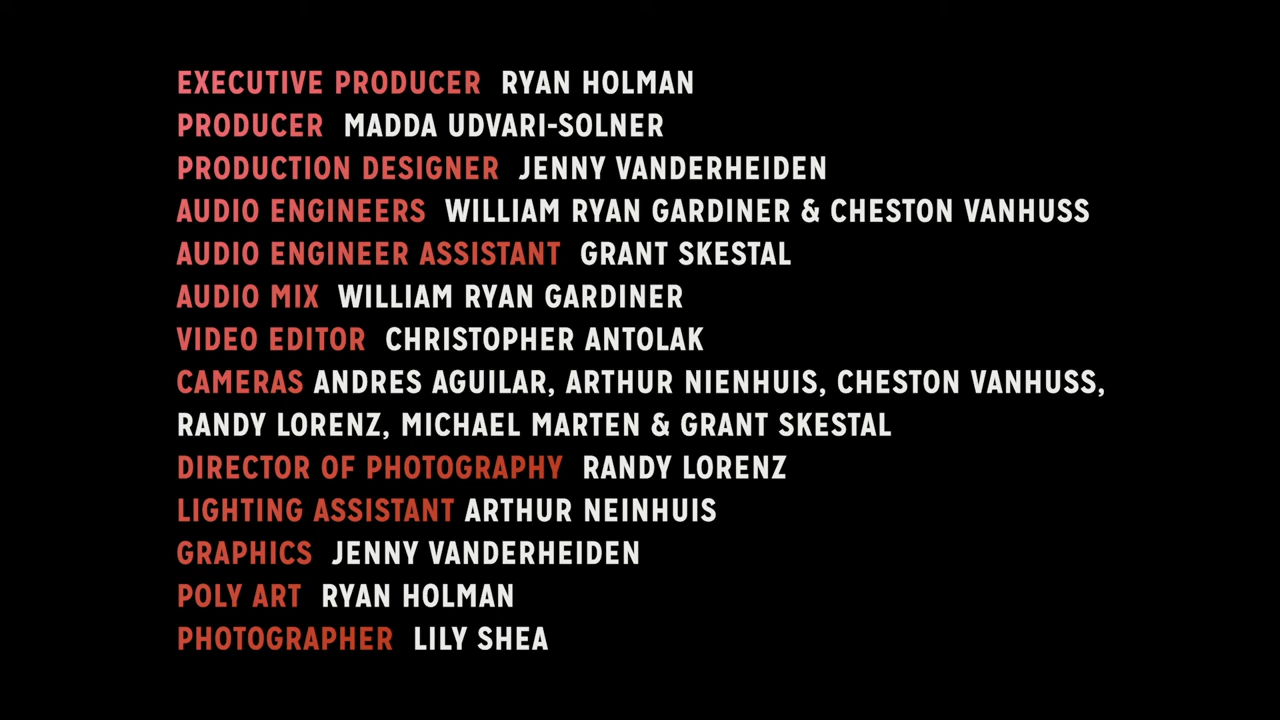 EXECUTIVE PRODUCER RYAN HOLMAN
PRODUCER MADDA UDVARI-SOLNER
PRODUCTION DESIGNER JENNY VANDERHEIDEN
AUDIO ENGINEERS WILLIAM RYAN GARDINER & CHESTON VANHUSS
AUDIO ENGINEER ASSISTANT GRANT SKESTAL
AUDIO MIX WILLIAM RYAN GARDINER
VIDEO EDITOR CHRISTOPHER ANTOLAK
CAMERAS ANDRES AGUILAR, ARTHUR NIENHUIS, CHESTON VANHUSS,
RANDY LORENZ, MICHAEL MARTEN & GRANT SKESTAL
DIRECTOR OF PHOTOGRAPHY RANDY LORENZ
LIGHTING ASSISTANT ARTHUR NEINHUIS
GRAPHICS JENNY VANDERHEIDEN
POLY ART RYAN HOLMAN
PHOTOGRAPHER LILY SHEA